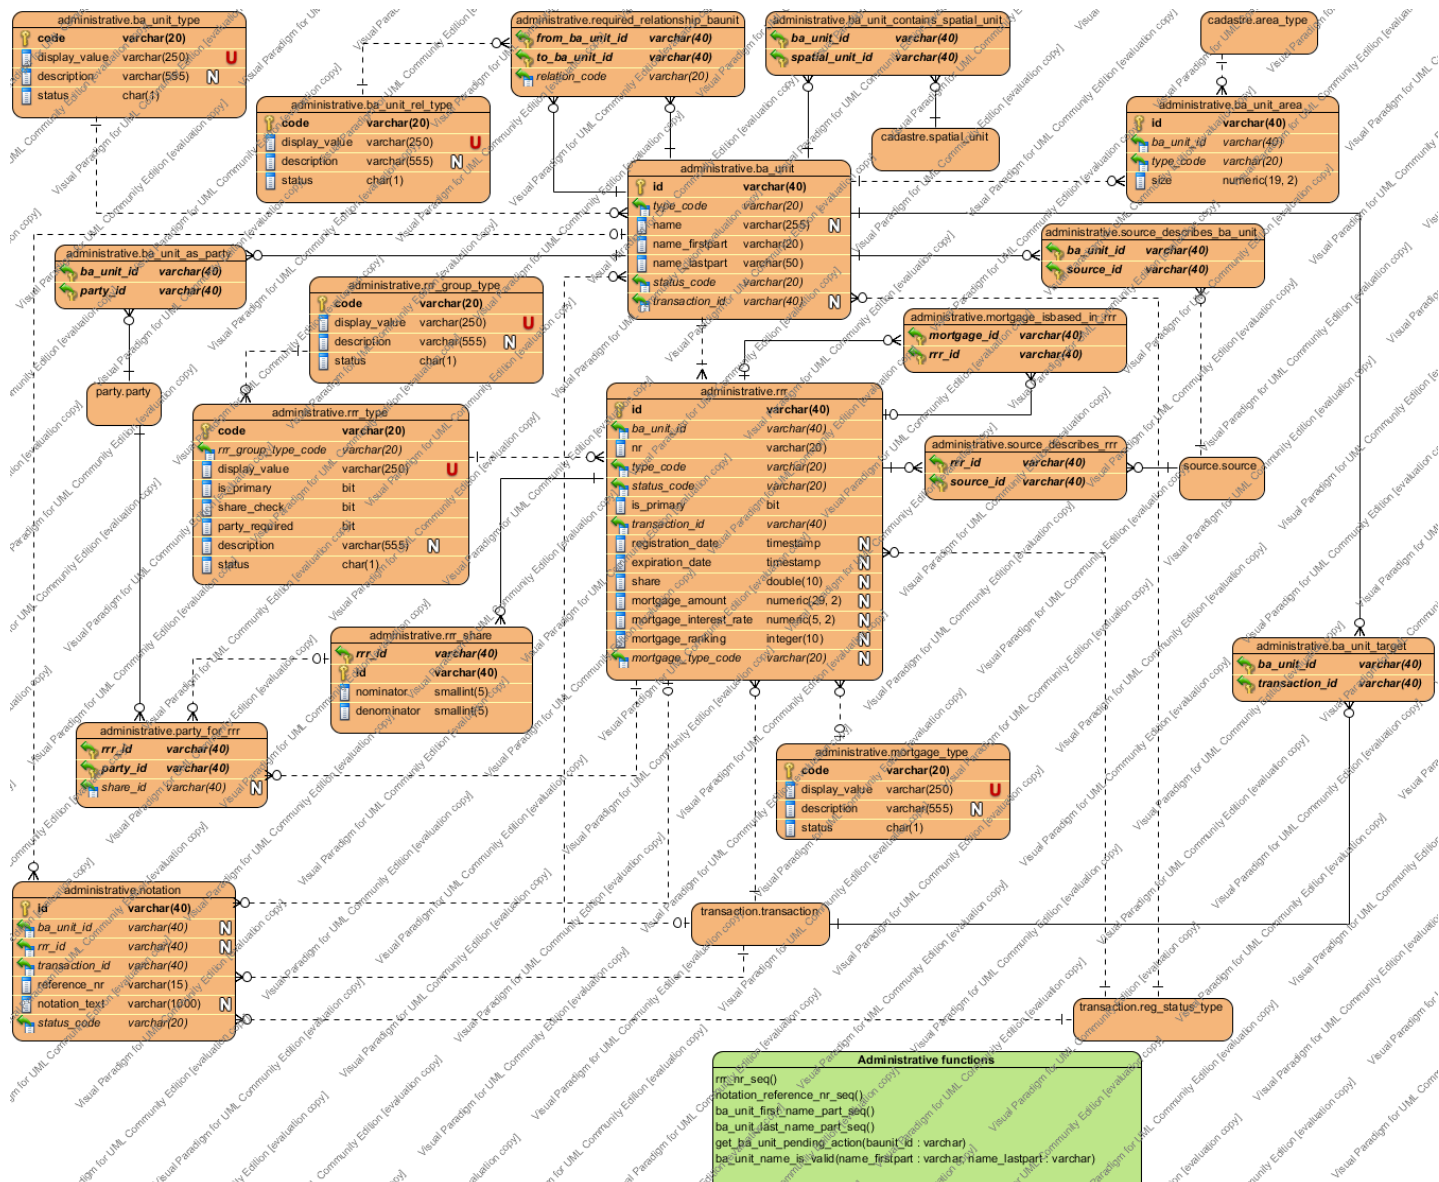 administrative.ba_unit_type
code varchar(20)
display_value varchar(250) U
description varchar(555) N
status char(1)
administrative.required_relationship_baunit
from_ba_unit_id varchar(40)
to_ba_unit_id varchar(40)
relation_code varchar(20)
administrative.ba_unit_contains_spatial_unit
ba_unit_id varchar(40)
spatial_unit_id varchar(40)
cadastre.area_type
administrative.ba_unit_rel_type
code varchar(20)
display_value varchar(250) U
description varchar(555) N
status char(1)
cadastre.spatial_unit
administrative.ba_unit_area
id varchar(40)
ba_unit_id varchar(40)
type_code varchar(20)
size numeric(19, 2)
administrative.ba_unit
id varchar(40)
type_code varchar(20)
name varchar(255) N
name_firstpart varchar(20)
name_lastpart varchar(50)
status_code varchar(20)
transaction_id varchar(40) N
administrative.source_describes_ba_unit
ba_unit_id varchar(40)
source_id varchar(40)
administrative.ba_unit_as_party
ba_unit_id varchar(40)
party_id varchar(40)
administrative.rrr_group_type
code varchar(20)
display_value varchar(250) U
description varchar(555) N
status char(1)
administrative.mortgage_isbased_in_rrr
mortgage_id varchar(40)
rrr_id varchar(40)
party.party
administrative.rrr_type
code varchar(20)
rrr_group_type_code varchar(20)
display_value varchar(250) U
is_primary bit
share_check bit
party_required bit
description varchar(555) N
status char(1)
administrative.rrr
id varchar(40)
ba_unit_id varchar(40)
nr varchar(20)
type_code varchar(20)
status_code varchar(20)
is_primary bit
transaction_id varchar(40)
registration_date timestamp N
expiration_date timestamp N
share double(10) N
mortgage_amount numeric(29, 2) N
mortgage_interest_rate numeric(5, 2) N
mortgage_ranking integer(10) N
mortgage_type_code varchar(20) N
administrative.source_describes_rrr
rrr_id varchar(40)
source_id varchar(40)
source.source
administrative.rrr_share
rrr_id varchar(40)
id varchar(40)
nominator smallint(5)
denominator smallint(5)
administrative.ba_unit_target
ba_unit_id varchar(40)
transaction_id varchar(40)
administrative.party_for_rrr
rrr_id varchar(40)
party_id varchar(40)
share_id varchar(40) N
administrative.mortgage_type
code varchar(20)
display_value varchar(250) U
description varchar(555) N
status char(1)
administrative.notation
id varchar(40)
ba_unit_id varchar(40) N
rrr_id varchar(40) N
transaction_id varchar(40)
reference_nr varchar(15)
notation_text varchar(1000) N
status_code varchar(20)
transaction.transaction
transaction.reg_status_type
Administrative functions
rrr_nr_seq()
notation_reference_nr_seq()
ba_unit_first_name_part_seq()
ba_unit_last_name_part_seq()
get_ba_unit_pending_action(baunit_id : varchar)
ba_unit_name_is_valid(name_firstpart : varchar, name_lastpart : varchar)
Visual Paradigm for UML Community Edition [evaluation copy]